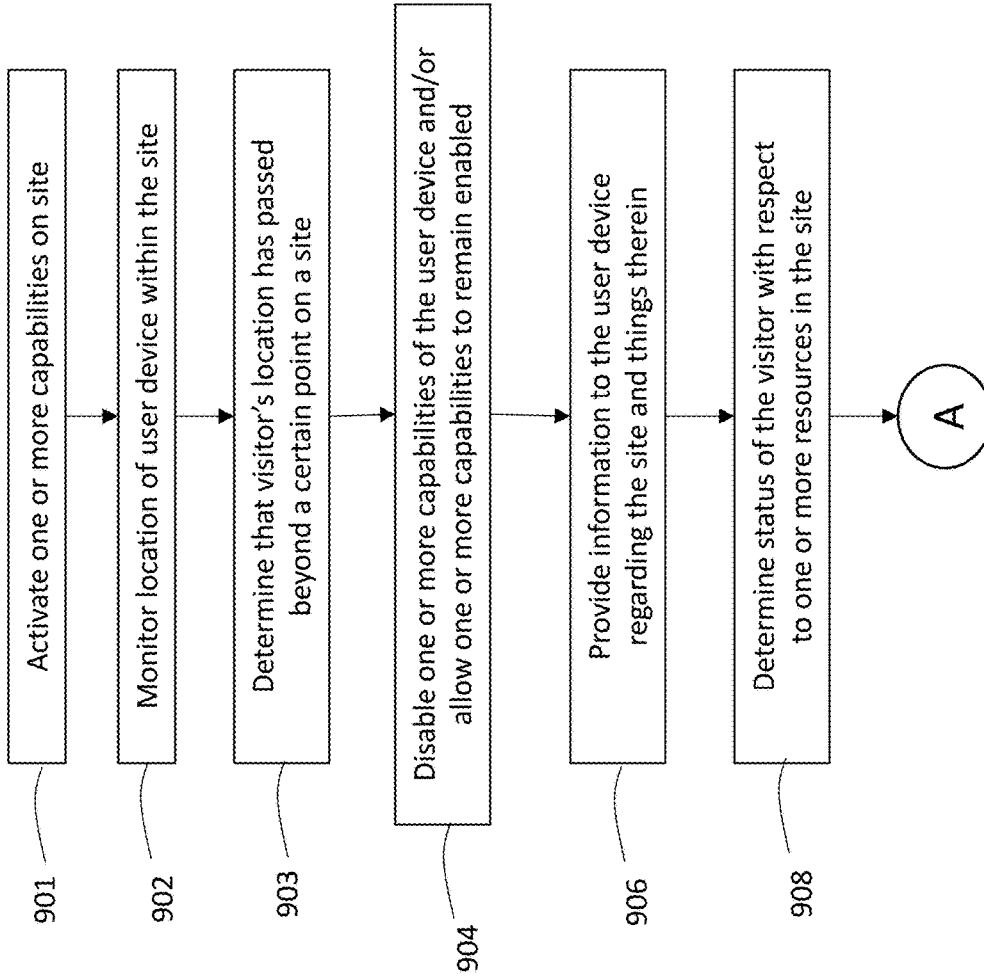 901
Activate one or more capabilities on site
902
Monitor location of user device within the site
903
Determine that visitor's location has passed
beyond a certain point on a site
904
Disable one or more capabilities of the user device and/or
allow one or more capabilities to remain enabled
906
Provide information to the user device
regarding the site and things therein
908
Determine status of the visitor with respect
to one or more resources in the site
A